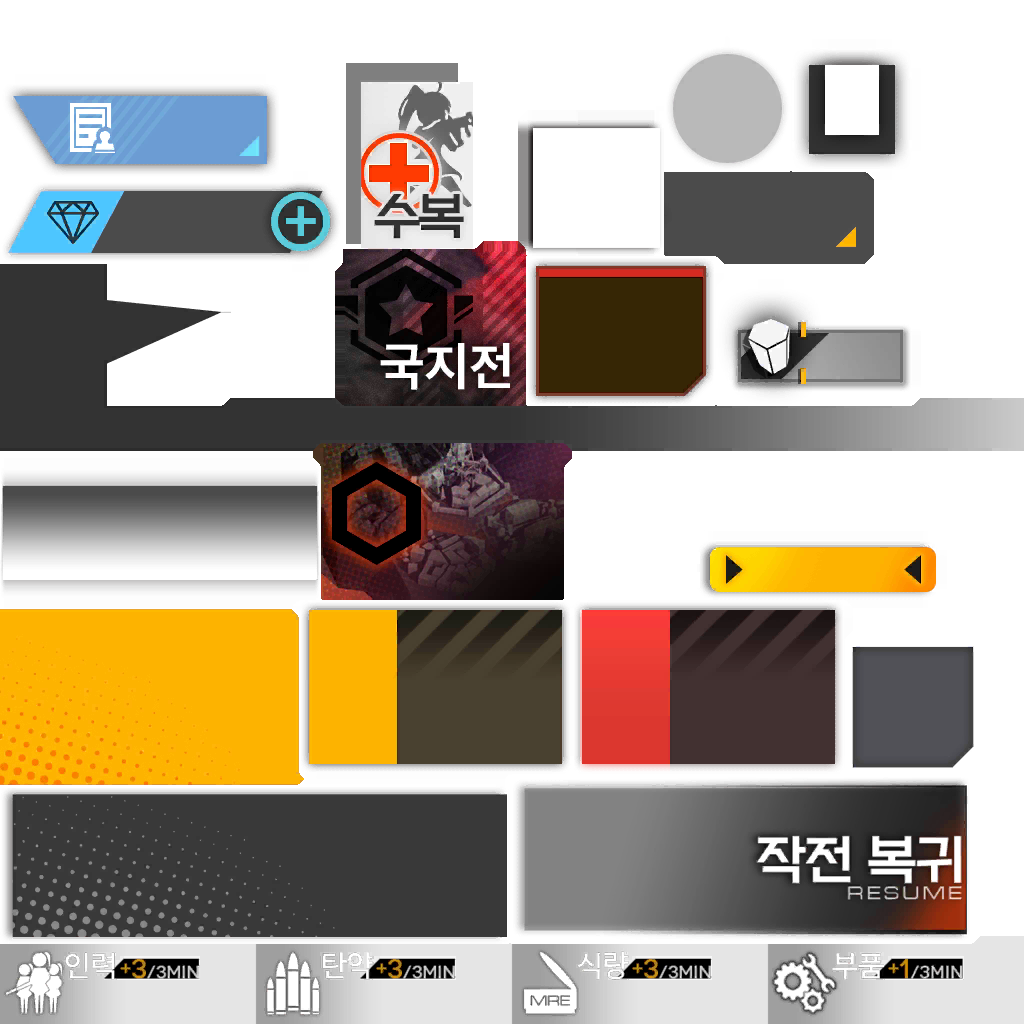 수복
국지전
작전 복귀
RESUME
인력 +3/3MIN
탄약 +3/3MIN
식량 +3/3MIN
MRE
부품 +1/3MIN